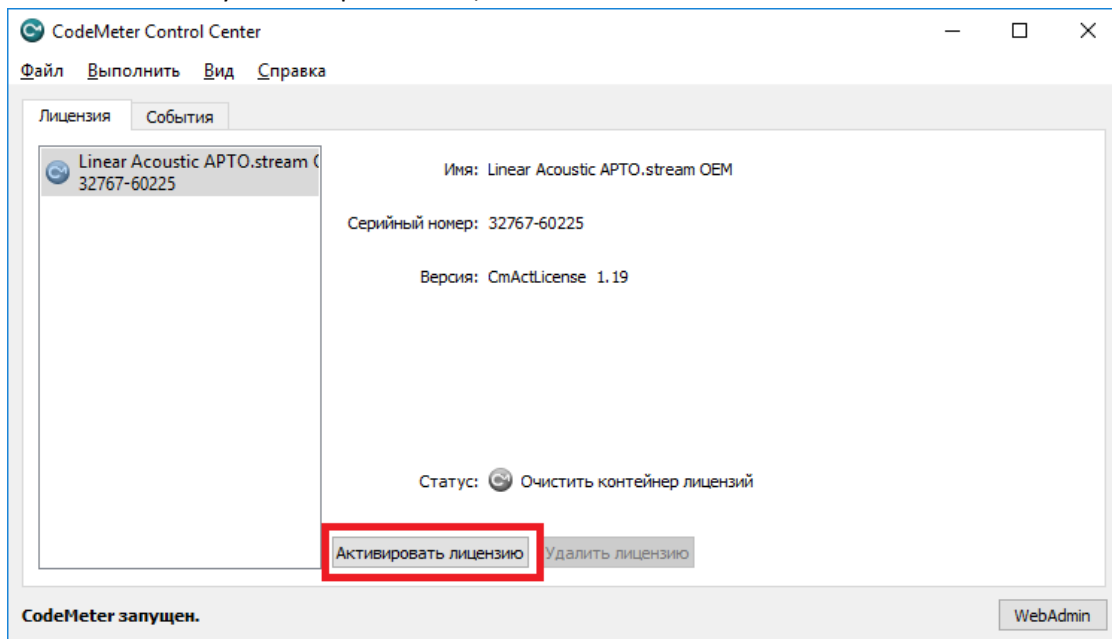 CodeMeter Control Center
Файл Выполнить Вид Справка
Лицензия События
Linear Acoustic APTO.stream (
32767-60225
Имя: Linear Acoustic APTO.stream OEM
Серийный номер: 32767-60225
Версия: CmActLicense 1.19
Статус: Очистить контейнер лицензий
Активировать лицензию Удалить лицензию
CodeMeter запущен. WebAdmin